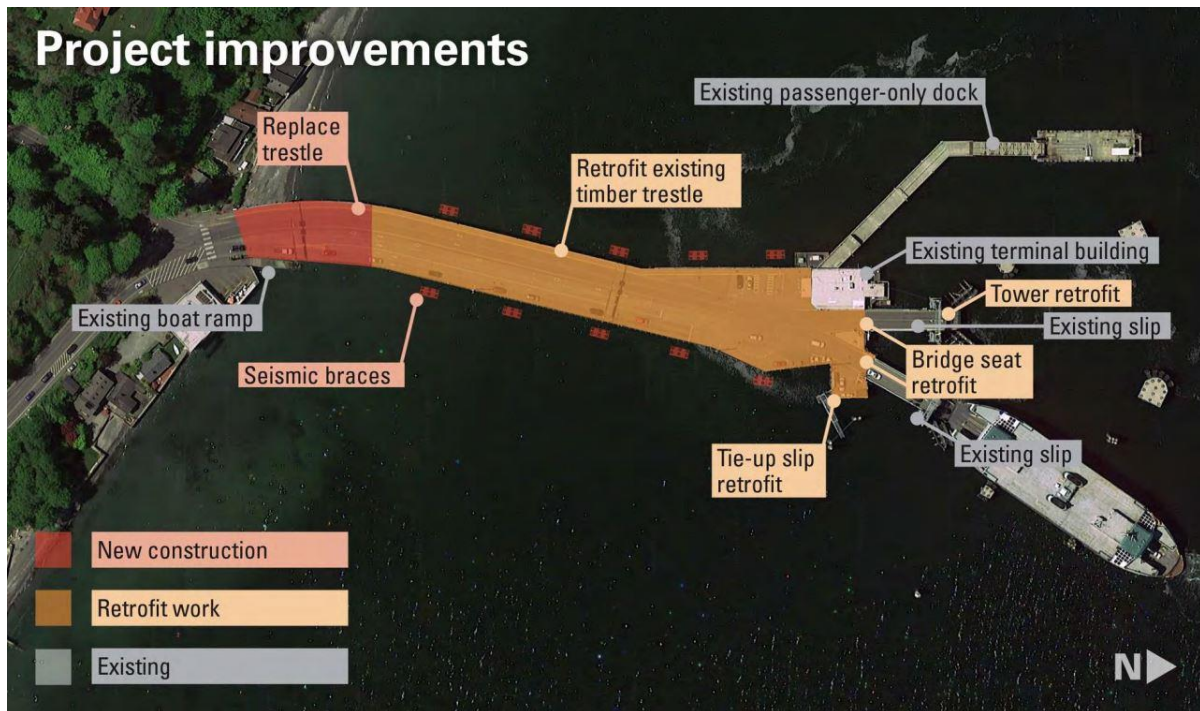 Project improvements
Existing passenger-only dock
Replace
trestle
Retrofit existing
timber trestle
Existing terminal building
Tower retrofit
Existing boat ramp
Existing slip
Seismic braces
Bridge seat
retrofit
Tie-up slip
retrofit
Existing slip
New construction
Retrofit work
Existing
N